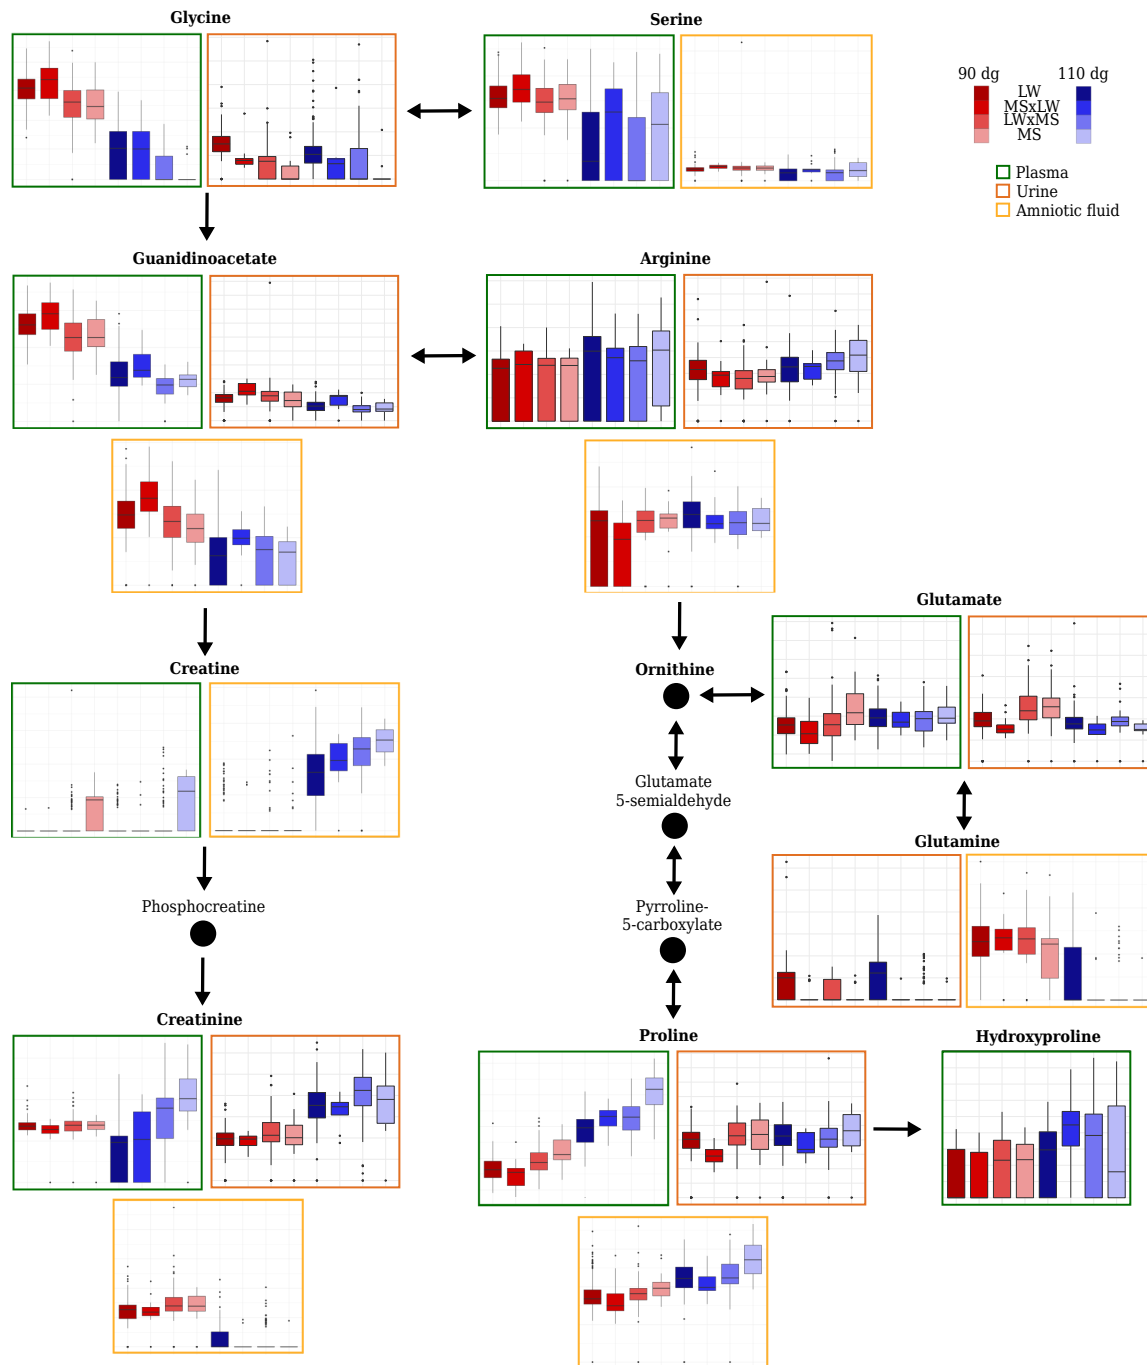 Glycine
Serine
90 dg
110 dg
LW
MSxLW
LWxMS
MS
Plasma
Urine
Amniotic fluid
Guanidinoacetate
Arginine
Glutamate
Creatine
Ornithine
Glutamate
5-semialdehyde
Glutamine
Phosphocreatine
Pyrroline-
5-carboxylate
Creatinine
Proline
Hydroxyproline